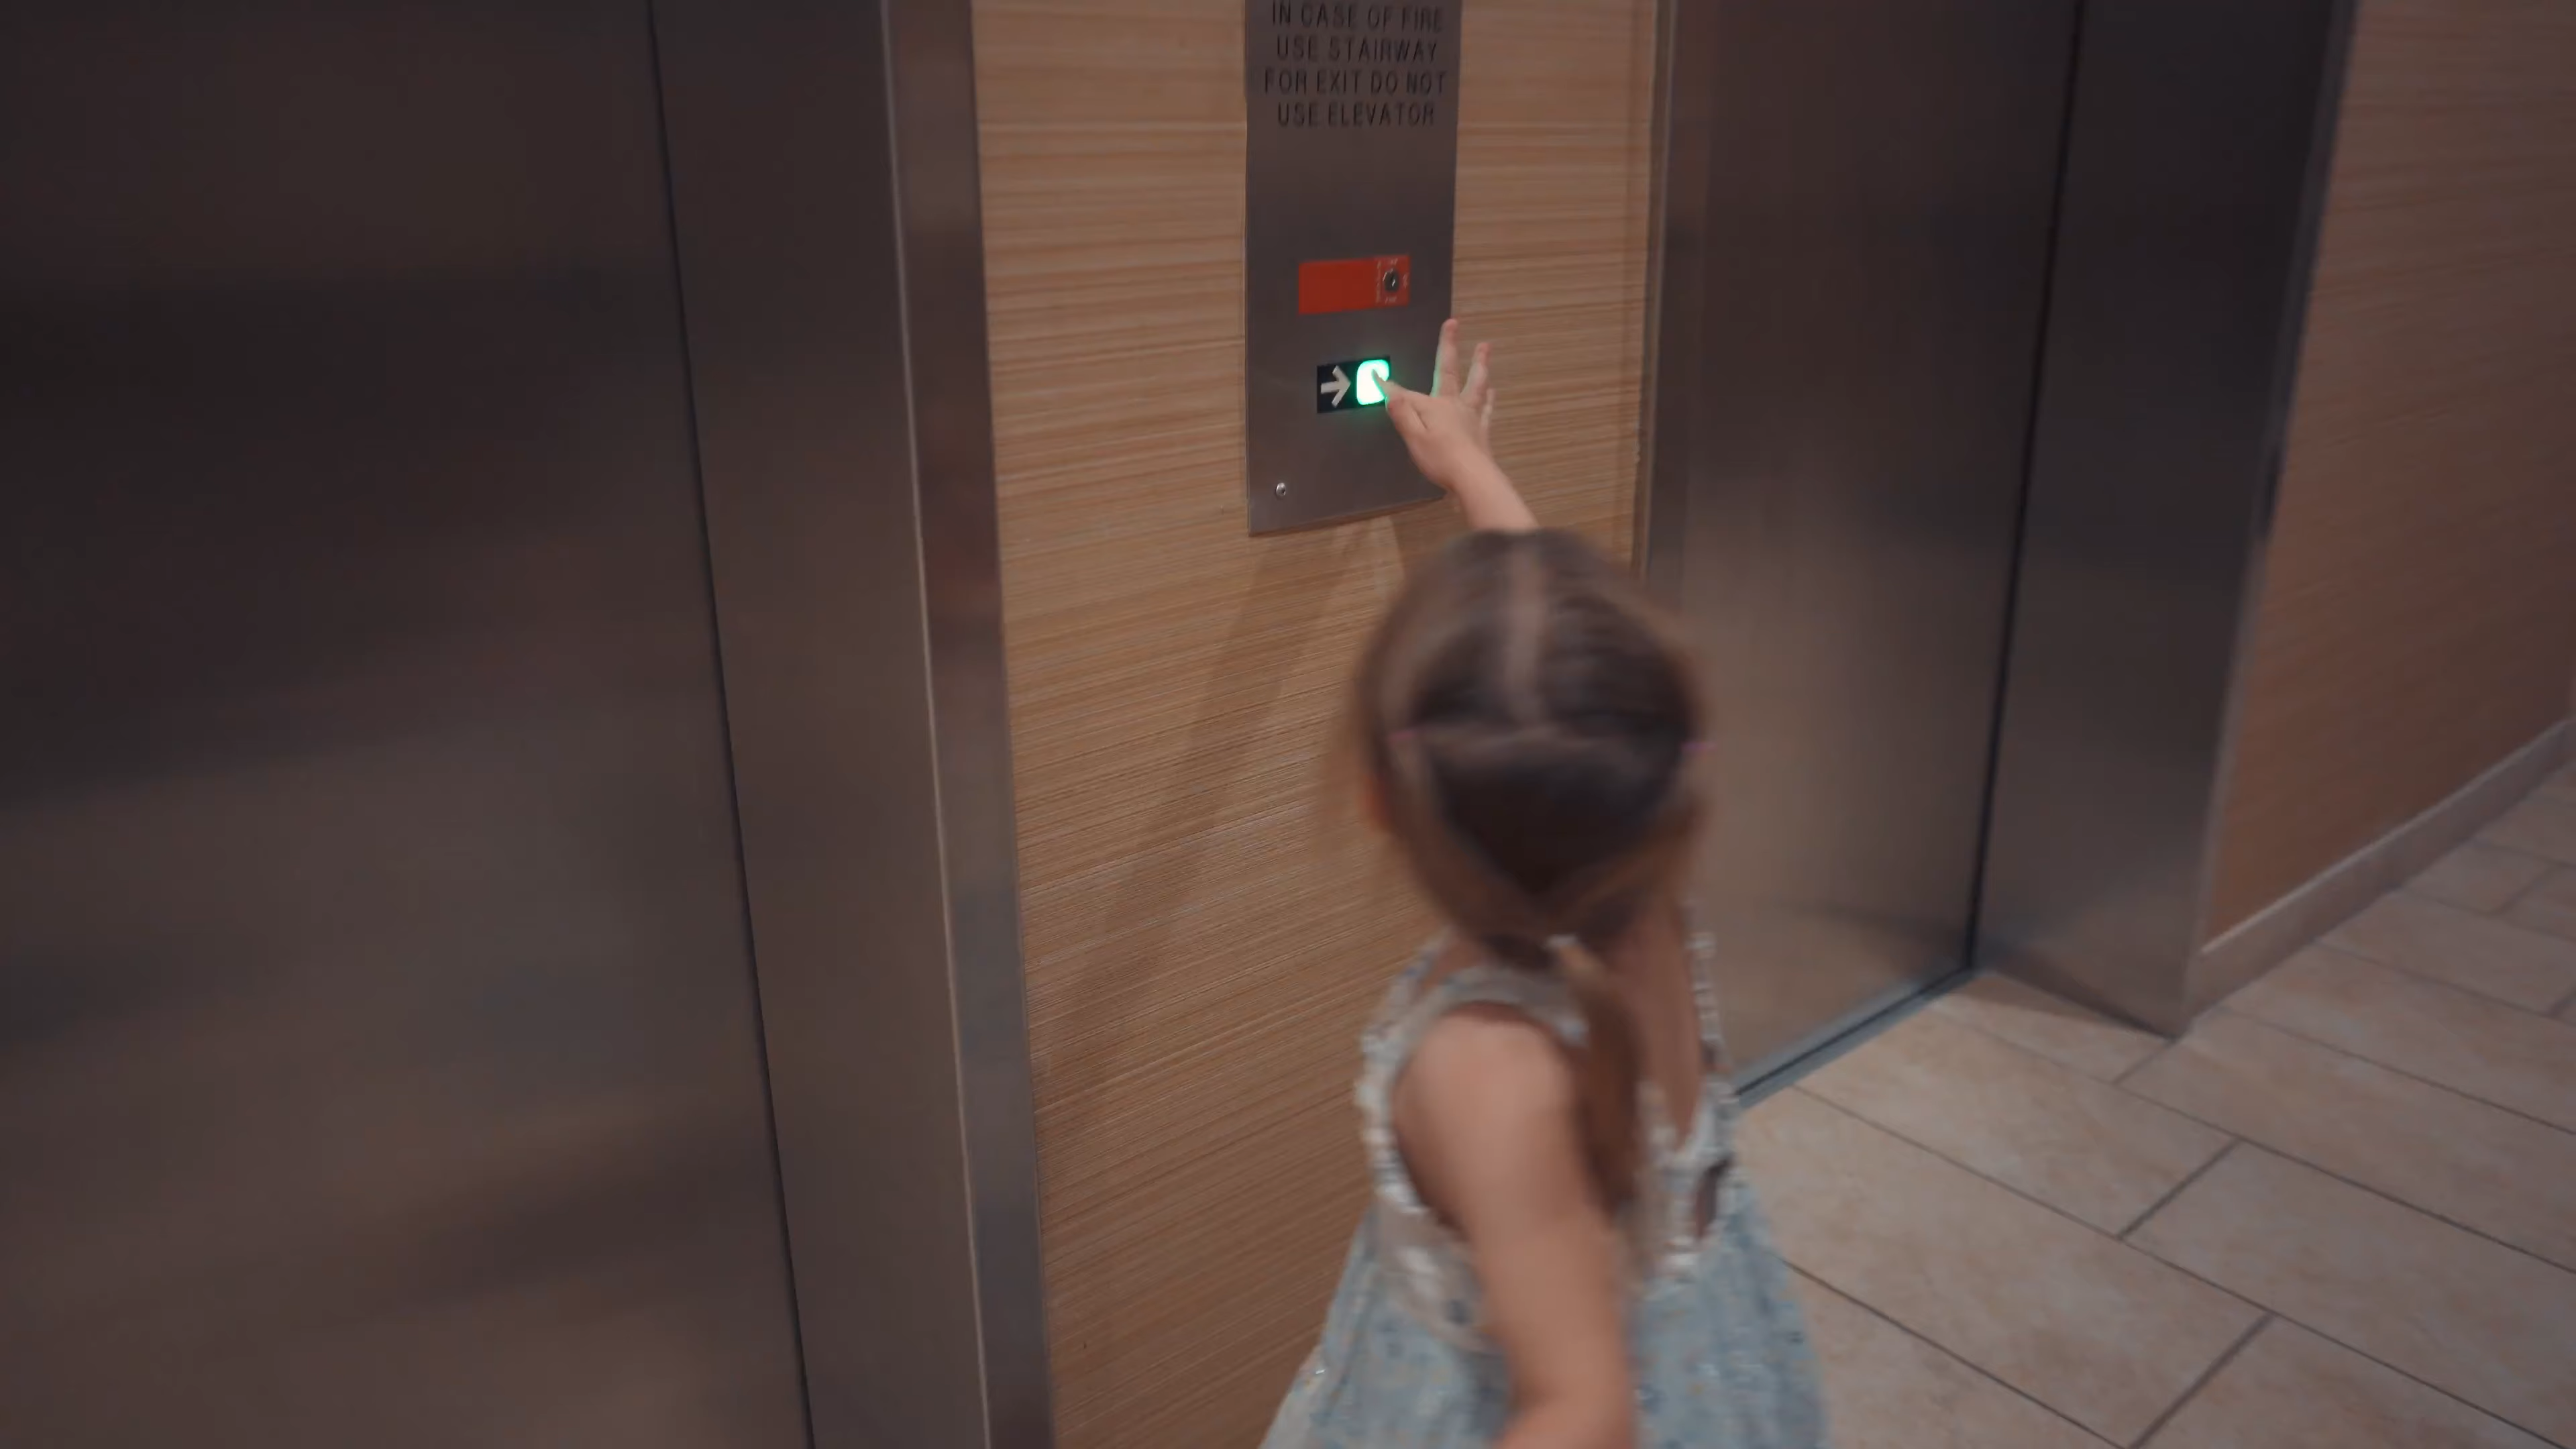 IN CASE OF FIRE
USE STAIRWAY
FOR EXIT DO NOT
USE ELEVATOR